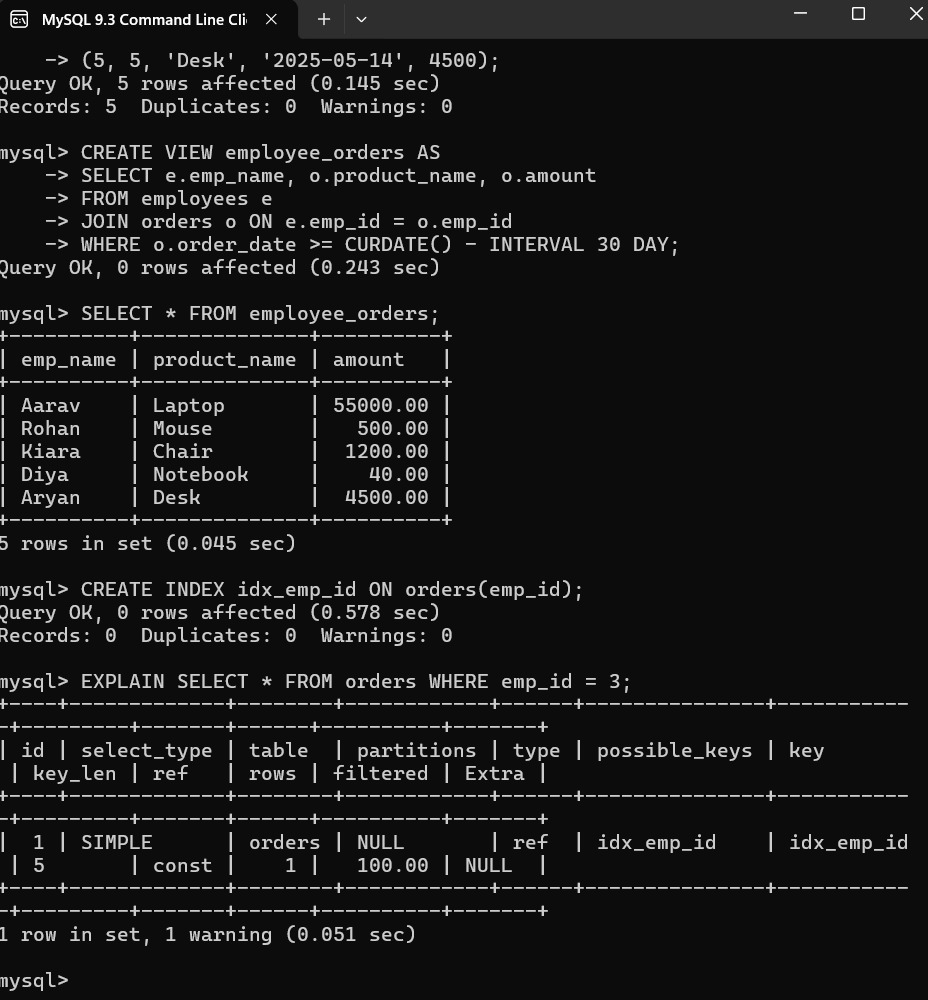 MySQL 9.3 Command Line Cli
    -> (5, 5, 'Desk', '2025-05-14', 4500);
Query OK, 5 rows affected (0.145 sec)
Records: 5  Duplicates: 0  Warnings: 0
mysql> CREATE VIEW employee_orders AS
    -> SELECT e.emp_name, o.product_name, o.amount
    -> FROM employees e
    -> JOIN orders o ON e.emp_id = o.emp_id
    -> WHERE o.order_date >= CURDATE() - INTERVAL 30 DAY;
Query OK, 0 rows affected (0.243 sec)
mysql> SELECT * FROM employee_orders;
+----------+--------------+----------+
| emp_name | product_name | amount   |
+----------+--------------+----------+
| Aarav    | Laptop       | 55000.00 |
| Rohan    | Mouse        |   500.00 |
| Kiara    | Chair        |  1200.00 |
| Diya     | Notebook     |    40.00 |
| Aryan    | Desk         |  4500.00 |
+----------+--------------+----------+
5 rows in set (0.045 sec)
mysql> CREATE INDEX idx_emp_id ON orders(emp_id);
Query OK, 0 rows affected (0.578 sec)
Records: 0  Duplicates: 0  Warnings: 0
mysql> EXPLAIN SELECT * FROM orders WHERE emp_id = 3;
+----+-------------+--------+------------+------+---------------+-----------
-+---------+-------+------+----------+-------+
| id | select_type | table  | partitions | type | possible_keys | key
 | key_len | ref   | rows | filtered | Extra |
+----+-------------+--------+------------+------+---------------+-----------
-+---------+-------+------+----------+-------+
|  1 | SIMPLE      | orders | NULL       | ref  | idx_emp_id    | idx_emp_id
 | 5       | const |    1 |   100.00 | NULL  |
+----+-------------+--------+------------+------+---------------+-----------
-+---------+-------+------+----------+-------+
1 row in set, 1 warning (0.051 sec)
mysql>